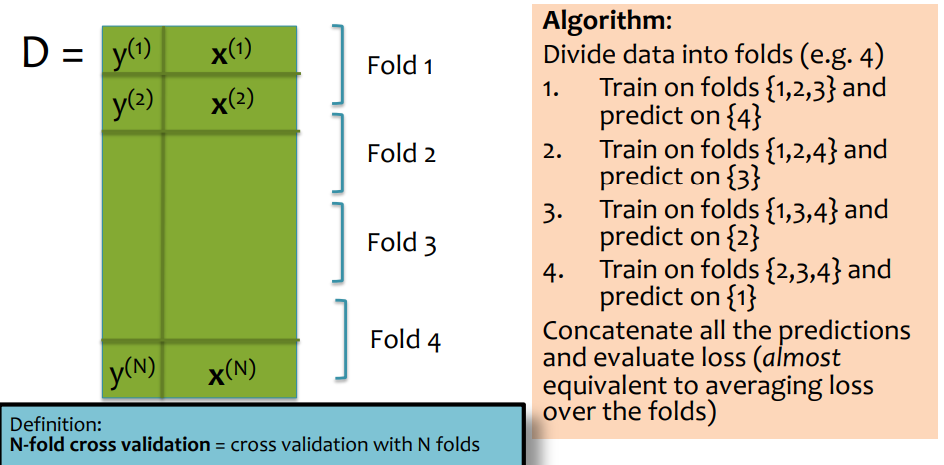 D =
y⁽¹⁾ x⁽¹⁾
y⁽²⁾ x⁽²⁾
y⁽ᴺ⁾ x⁽ᴺ⁾
Fold 1
Fold 2
Fold 3
Fold 4
Definition:
N-fold cross validation = cross validation with N folds
Algorithm:
Divide data into folds (e.g. 4)
1. Train on folds {1,2,3} and
predict on {4}
2. Train on folds {1,2,4} and
predict on {3}
3. Train on folds {1,3,4} and
predict on {2}
4. Train on folds {2,3,4} and
predict on {1}
Concatenate all the predictions
and evaluate loss (almost
equivalent to averaging loss
over the folds)